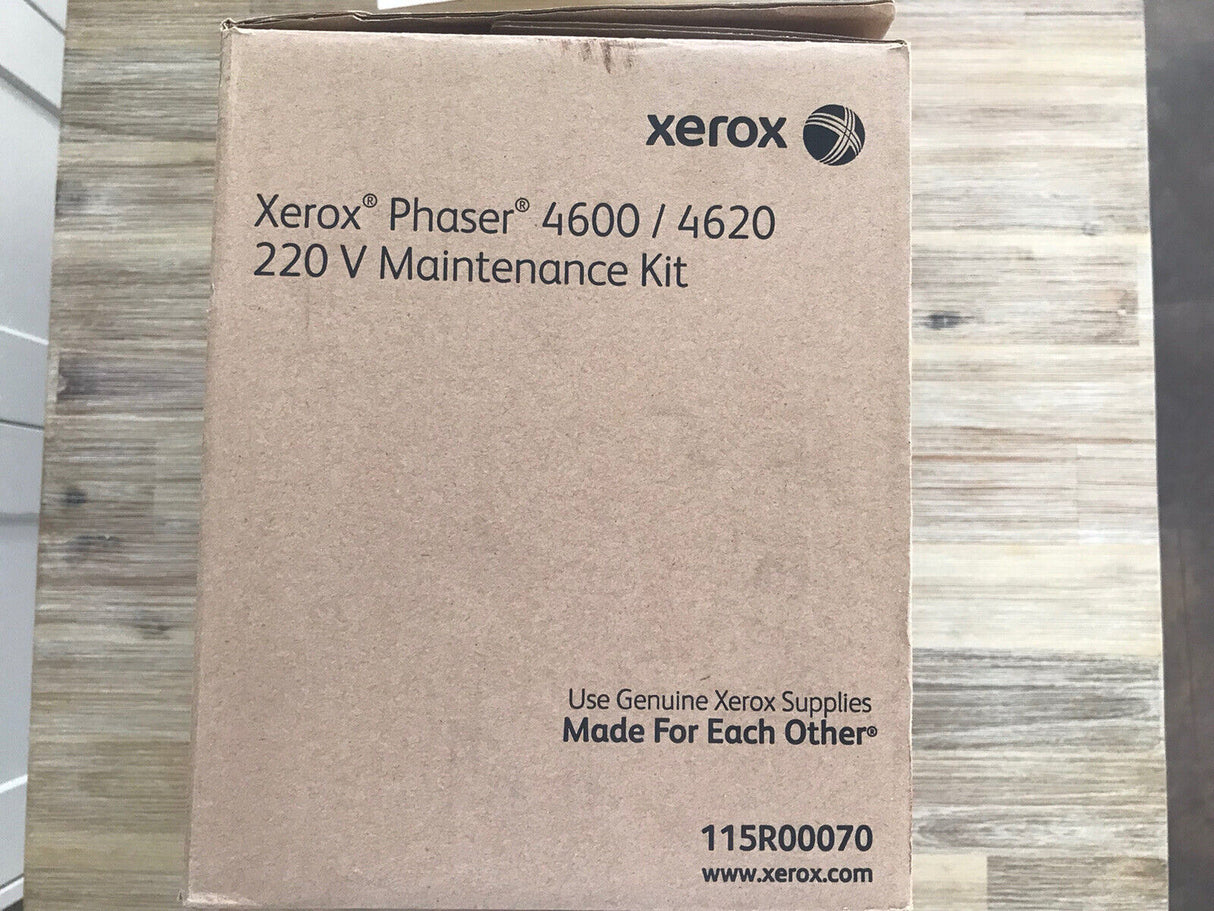 xerox
Xerox® Phaser® 4600 / 4620
220 V Maintenance Kit
Use Genuine Xerox Supplies
Made For Each Other®
115R00070
www.xerox.com